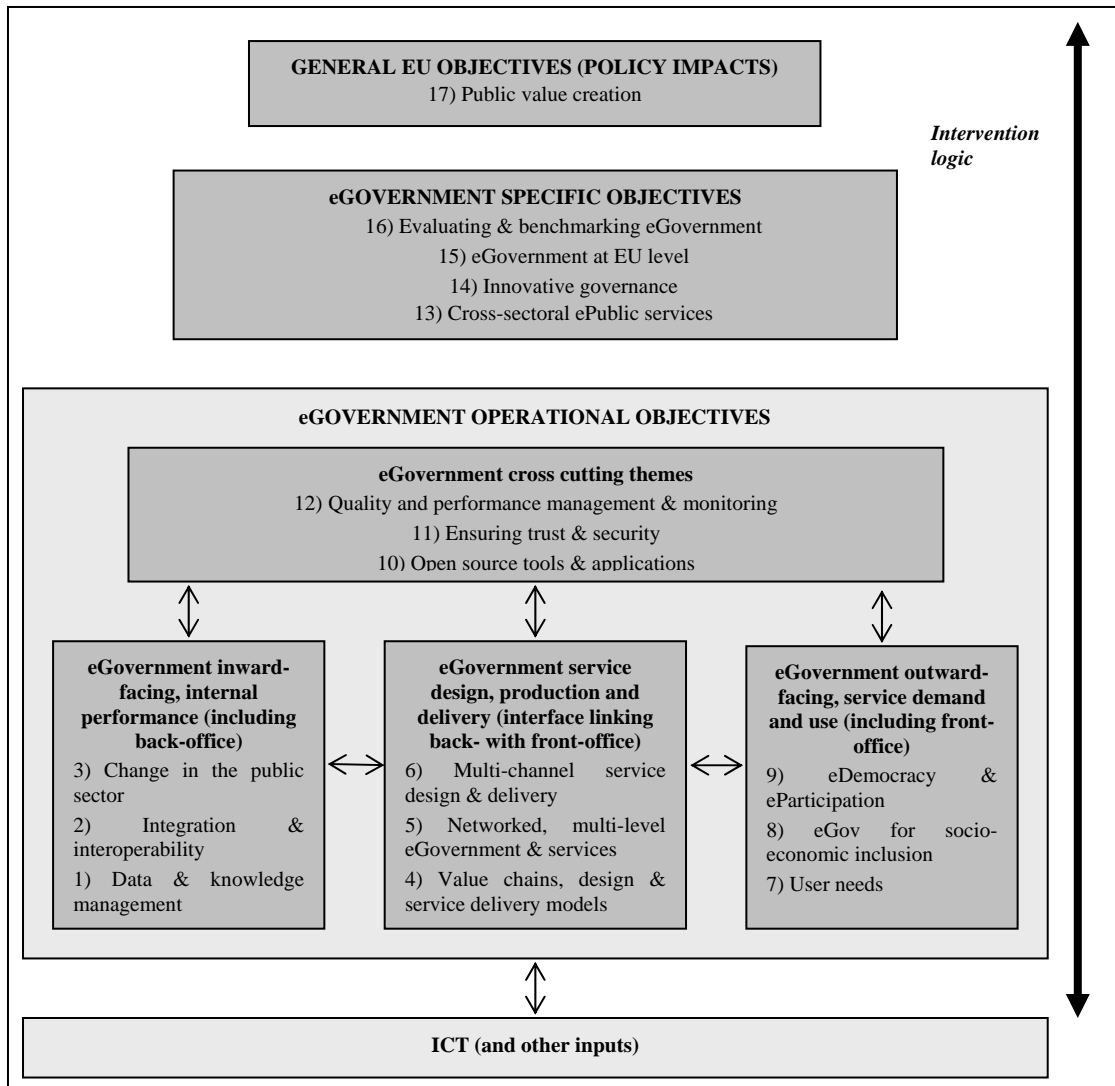 GENERAL EU OBJECTIVES (POLICY IMPACTS)
17) Public value creation
Intervention
logic
eGOVERNMENT SPECIFIC OBJECTIVES
16) Evaluating & benchmarking eGovernment
15) eGovernment at EU level
14) Innovative governance
13) Cross-sectoral ePublic services
eGOVERNMENT OPERATIONAL OBJECTIVES
eGovernment cross cutting themes
12) Quality and performance management & monitoring
11) Ensuring trust & security
10) Open source tools & applications
eGovernment inward-
facing, internal
performance (including
back-office)
3) Change in the public
sector
2) Integration &
interoperability
1) Data & knowledge
management
eGovernment service
design, production and
delivery (interface linking
back- with front-office)
6) Multi-channel service
design & delivery
5) Networked, multi-level
eGovernment & services
4) Value chains, design &
service delivery models
eGovernment outward-
facing, service demand
and use (including front-
office)
9) eDemocracy &
eParticipation
8) eGov for socio-
economic inclusion
7) User needs
ICT (and other inputs)